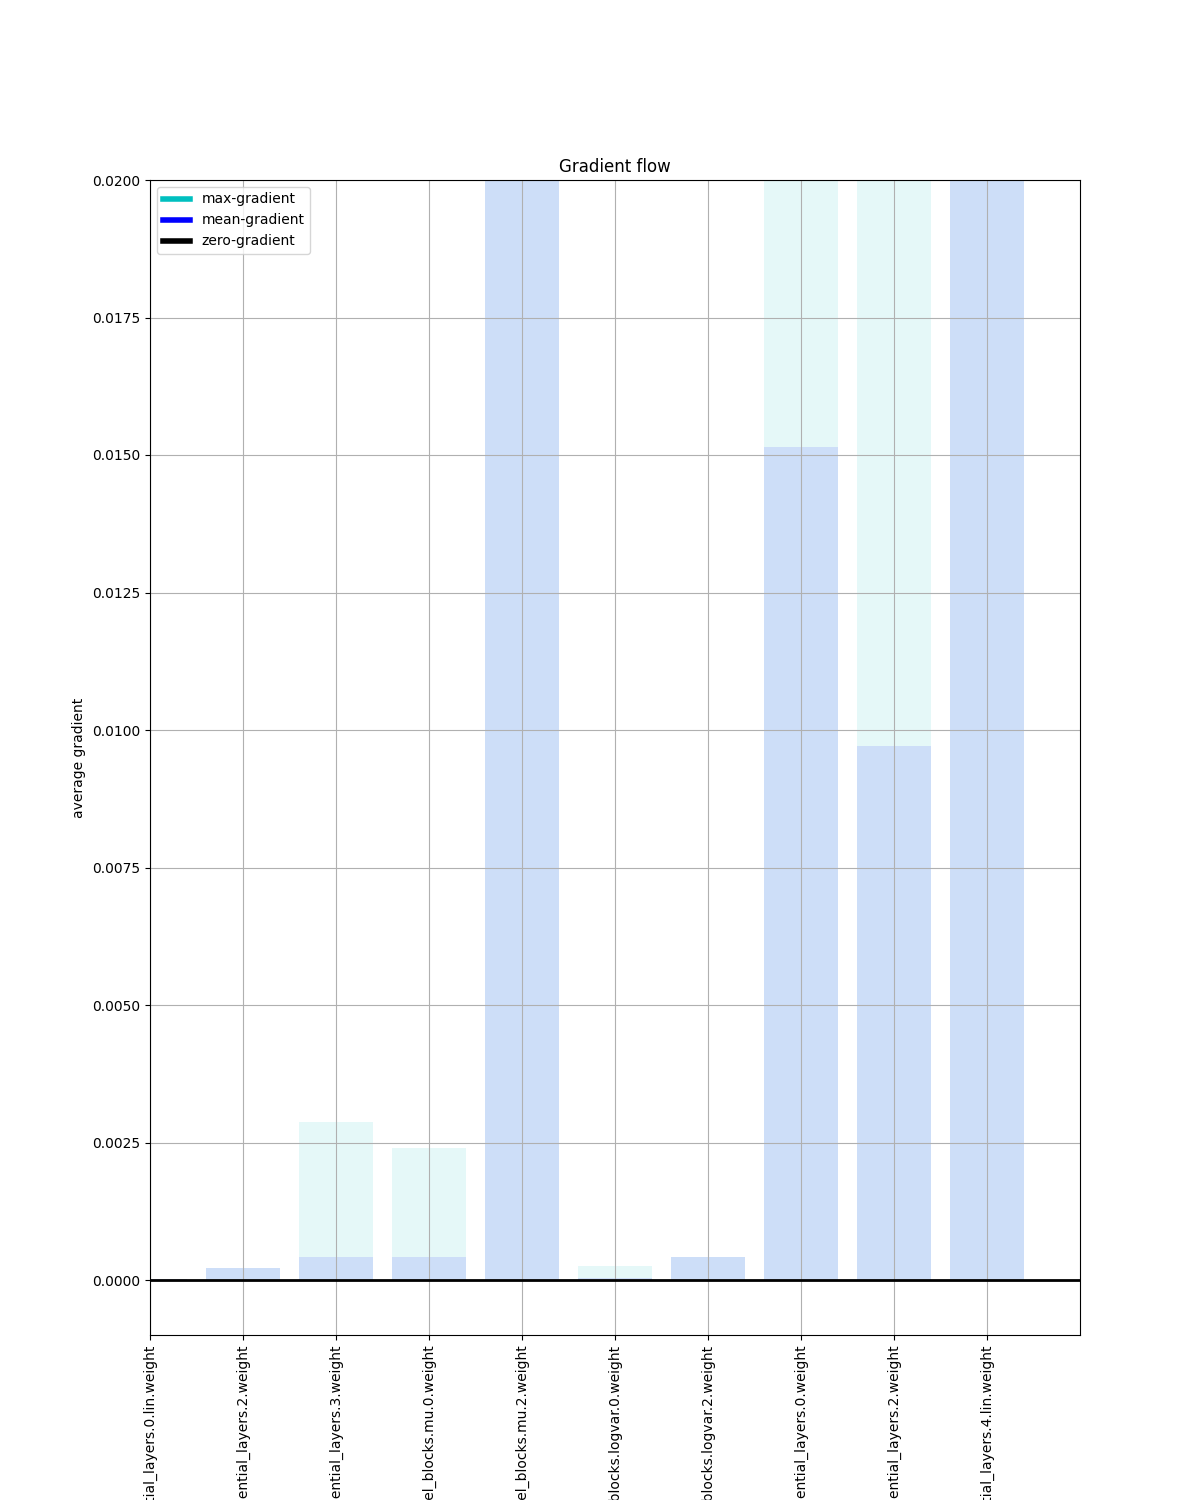 Gradient flow
max-gradient
mean-gradient
zero-gradient
average gradient
0.0200
0.0175
0.0150
0.0125
0.0100
0.0075
0.0050
0.0025
0.0000
tial_layers.0.lin.weight
ential_layers.2.weight
ential_layers.3.weight
el_blocks.mu.0.weight
el_blocks.mu.2.weight
blocks.logvar.0.weight
blocks.logvar.2.weight
ential_layers.0.weight
ential_layers.2.weight
tial_layers.4.lin.weight